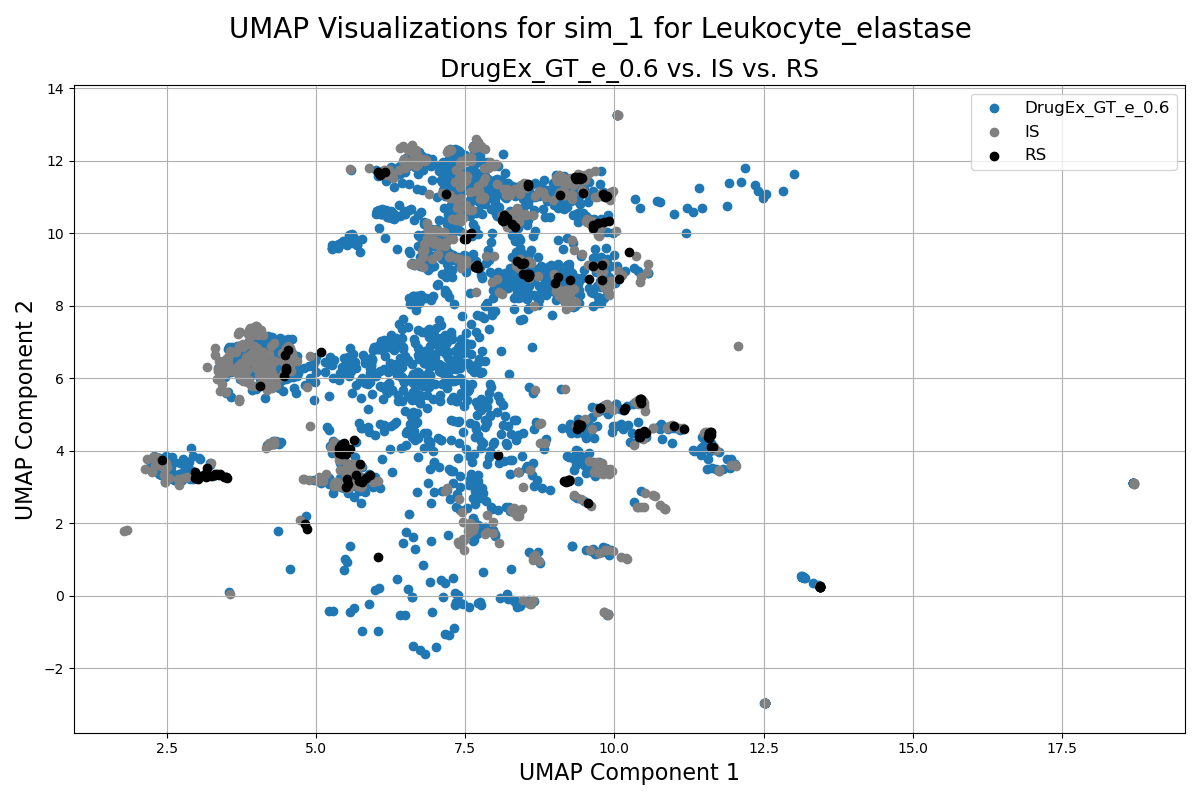 UMAP Visualizations for sim_1 for Leukocyte_elastase
DrugEx_GT_e_0.6 vs. IS vs. RS
DrugEx_GT_e_0.6
IS
RS
UMAP Component 2
14
12
10
8
6
4
2
0
−2
2.5 5.0 7.5 10.0 12.5 15.0 17.5
UMAP Component 1